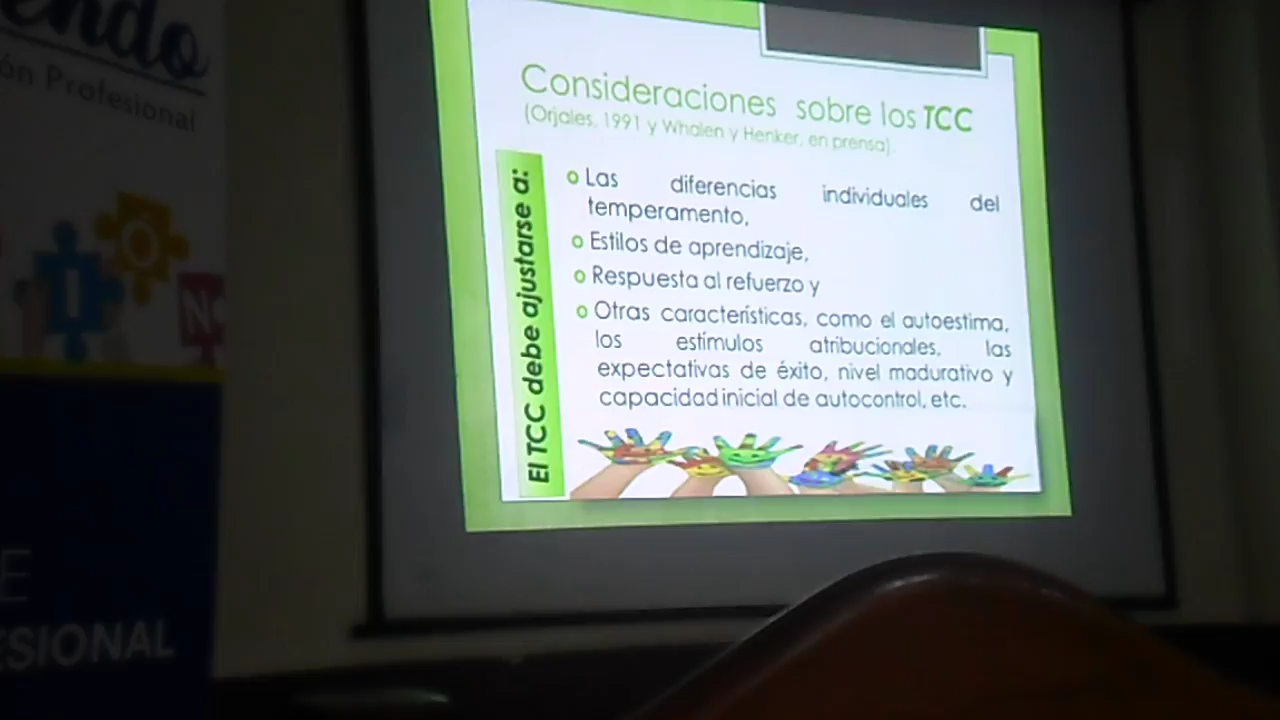 endo
ón Profesional
E
ESIONAL
Consideraciones sobre los TCC
(Orjales, 1991 y Whalen y Henker, en prensa).
El TCC debe ajustarse a:
Las diferencias individuales del
temperamento,
Estilos de aprendizaje,
Respuesta al refuerzo y
Otras características, como el autoestima,
los estímulos atribucionales, las
expectativas de éxito, nivel madurativo y
capacidad inicial de autocontrol, etc.